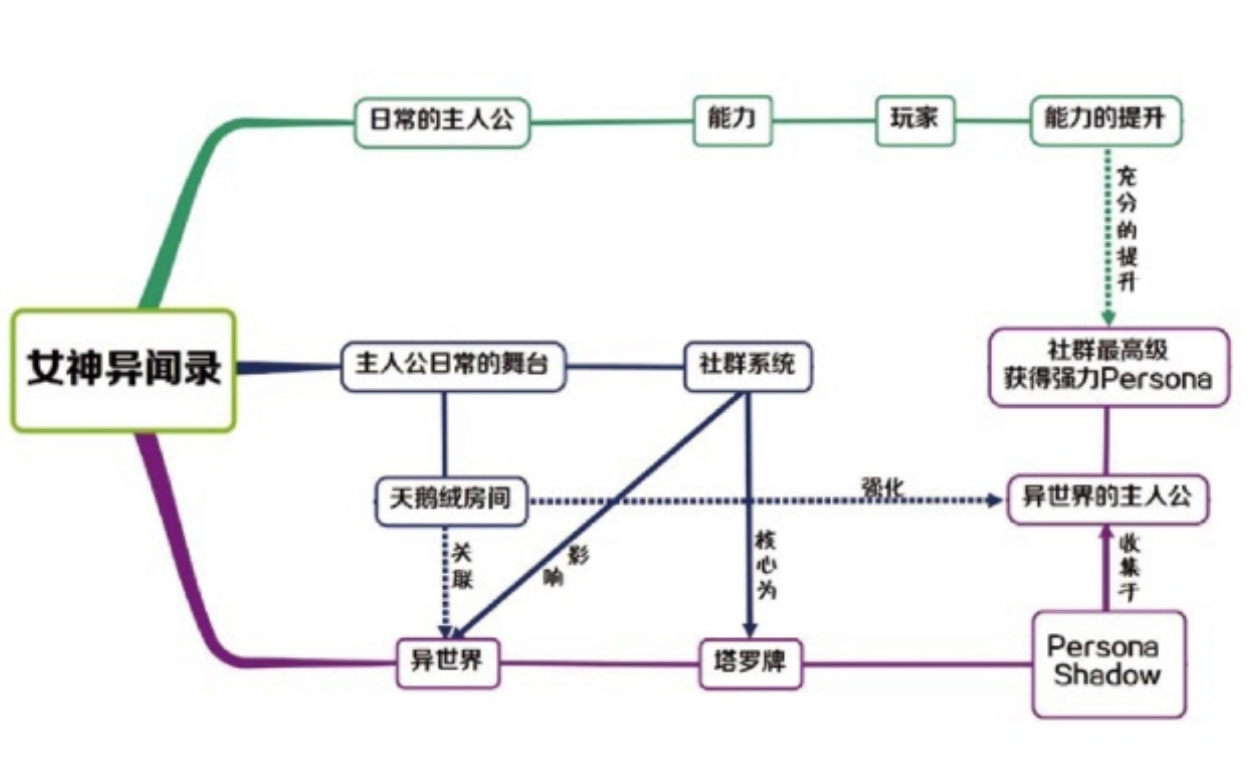 日常的主人公
能力
玩家
能力的提升
充分的提升
女神异闻录
主人公日常的舞台
社群系统
社群最高级
获得强力Persona
天鹅绒房间
强化
异世界的主人公
关联
影响
核心为
收集于
异世界
塔罗牌
Persona
Shadow